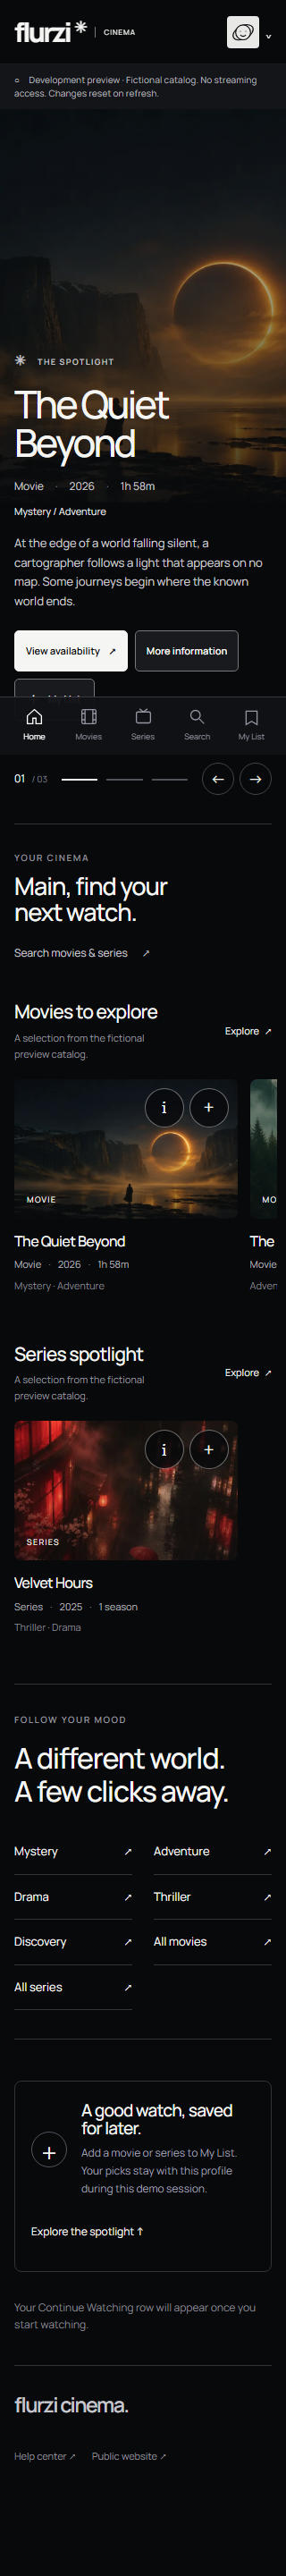 flurzi CINEMA
Development preview · Fictional catalog. No streaming
access. Changes reset on refresh.
THE SPOTLIGHT
The Quiet
Beyond
Movie · 2026 · 1h 58m
Mystery / Adventure
At the edge of a world falling silent, a
cartographer follows a light that appears on no
map. Some journeys begin where the known
world ends.
View availability ↗ More information
Home Movies Series Search My List
01 / 03 ← →
YOUR CINEMA
Main, find your
next watch.
Search movies & series ↗
Movies to explore
Explore ↗
A selection from the fictional
preview catalog.
i +
MOVIE MO
The Quiet Beyond The
Movie · 2026 · 1h 58m Movie
Mystery · Adventure Adven
Series spotlight
Explore ↗
A selection from the fictional
preview catalog.
i +
SERIES
Velvet Hours
Series · 2025 · 1 season
Thriller · Drama
FOLLOW YOUR MOOD
A different world.
A few clicks away.
Mystery ↗ Adventure ↗
Drama ↗ Thriller ↗
Discovery ↗ All movies ↗
All series ↗
A good watch, saved
for later.
+
Add a movie or series to My List.
Your picks stay with this profile
during this demo session.
Explore the spotlight ↑
Your Continue Watching row will appear once you
start watching.
flurzi cinema.
Help center ↗ Public website ↗